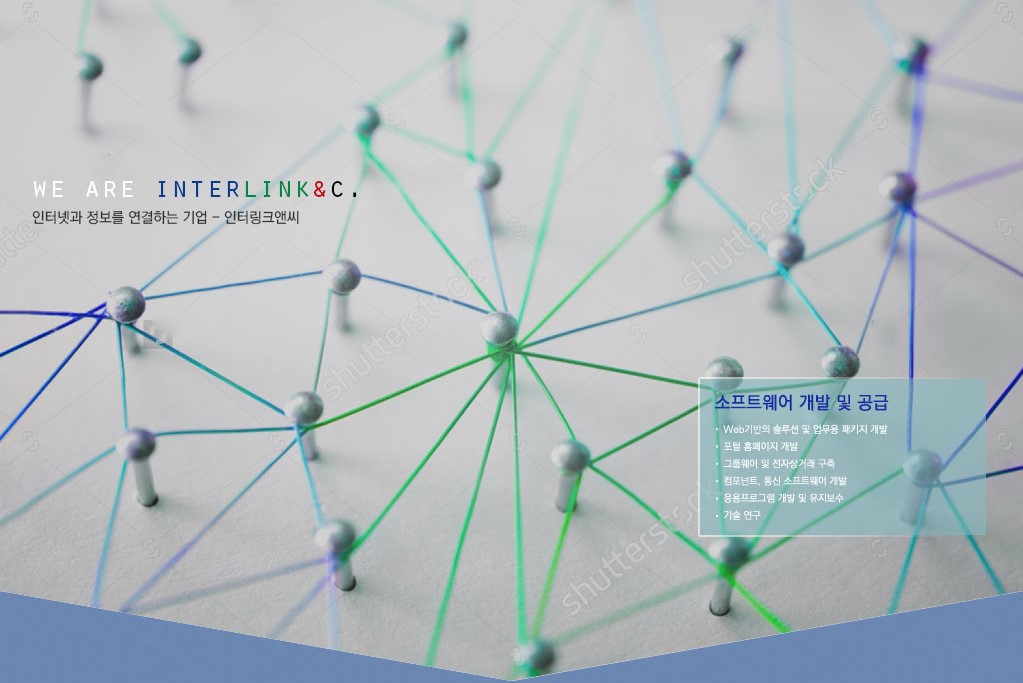 WE ARE INTERLINK&C.
인터넷과 정보를 연결하는 기업 - 인터링크앤씨
소프트웨어 개발 및 공급
• Web기반의 솔루션 및 업무용 패키지 개발
• 포털 홈페이지 개발
• 그룹웨어 및 전자상거래 구축
• 컴포넌트, 통신 소프트웨어 개발
• 응용프로그램 개발 및 유지보수
• 기술 연구
shutterstock
shutterstock
shutterstock